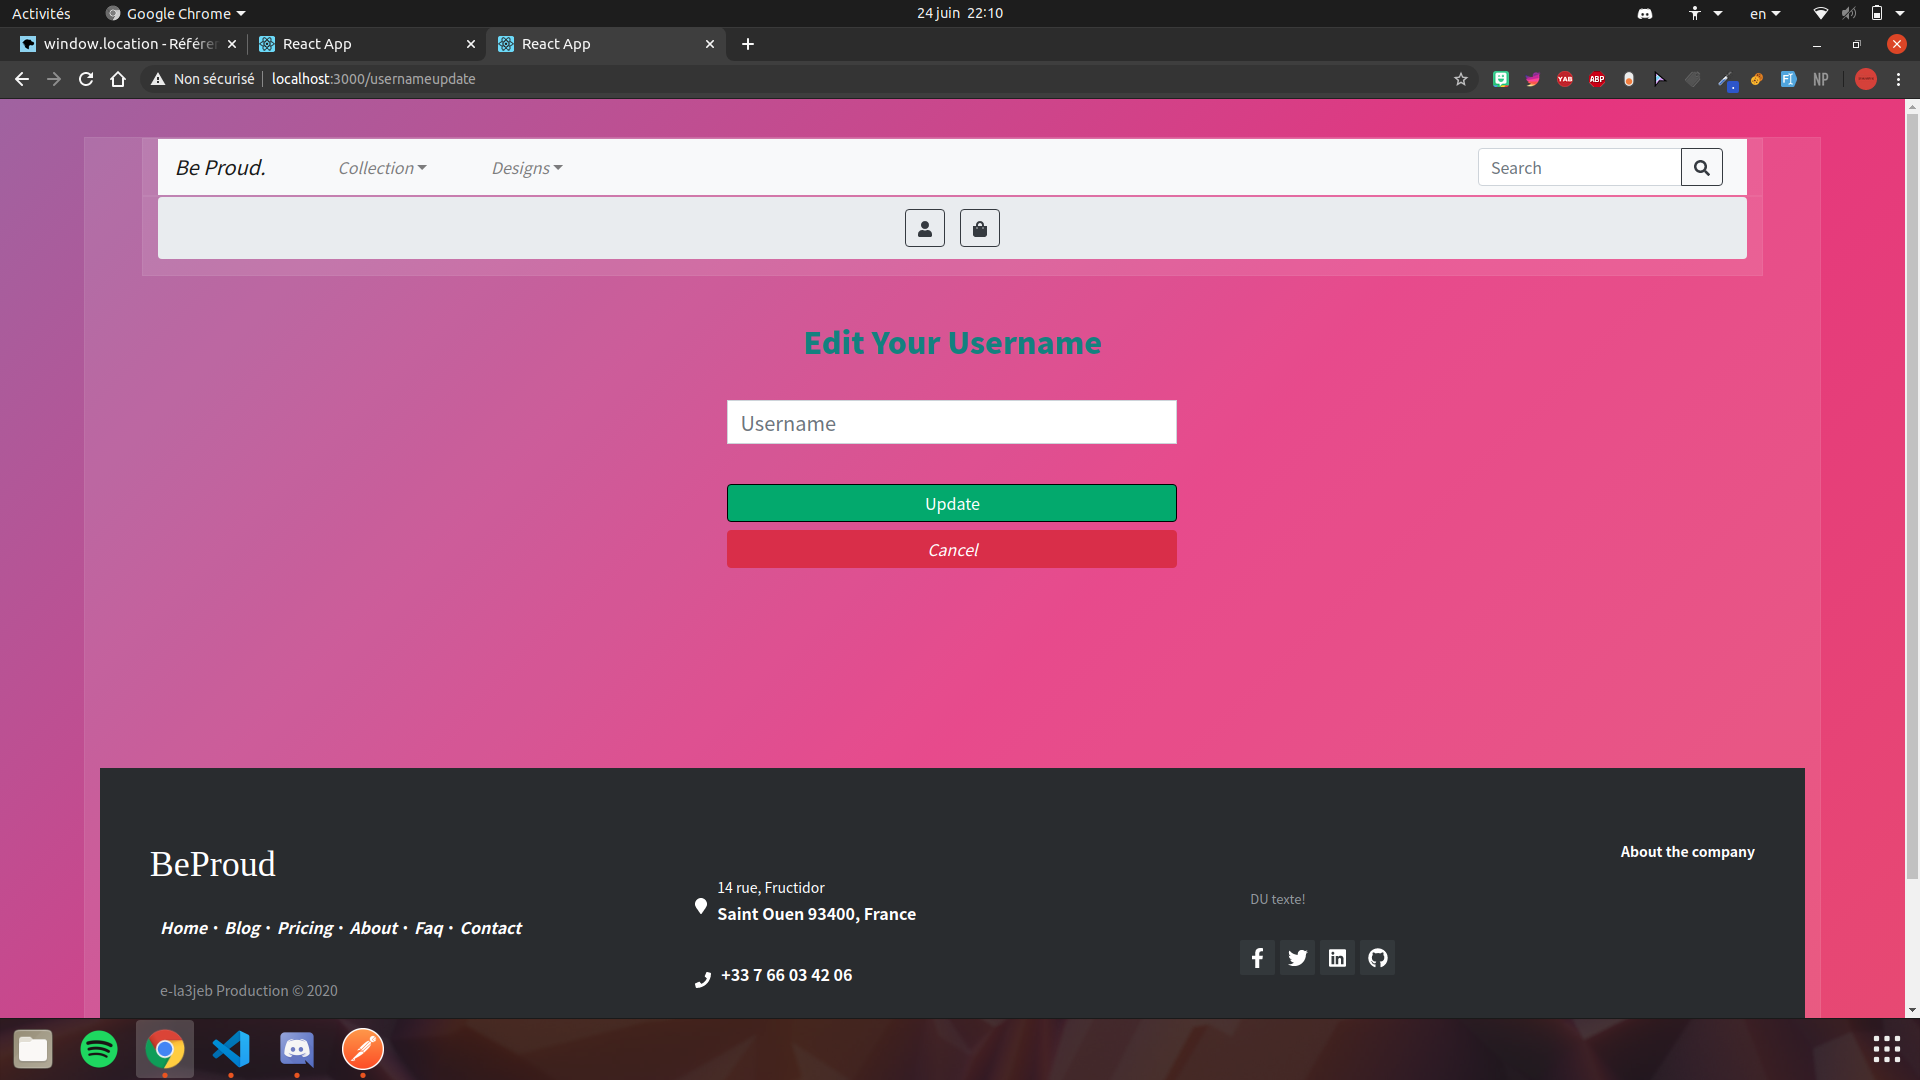 Activités
Google Chrome
24 juin 22:10
en
window.location - Référen
React App
React App
Non sécurisé
localhost:3000/usernameupdate
YAB
ABP
NP
Be Proud.
Collection
Designs
Search
Edit Your Username
Username
Update
Cancel
BeProud
Home · Blog · Pricing · About · Faq · Contact
e-la3jeb Production © 2020
14 rue, Fructidor
Saint Ouen 93400, France
+33 7 66 03 42 06
About the company
DU texte!